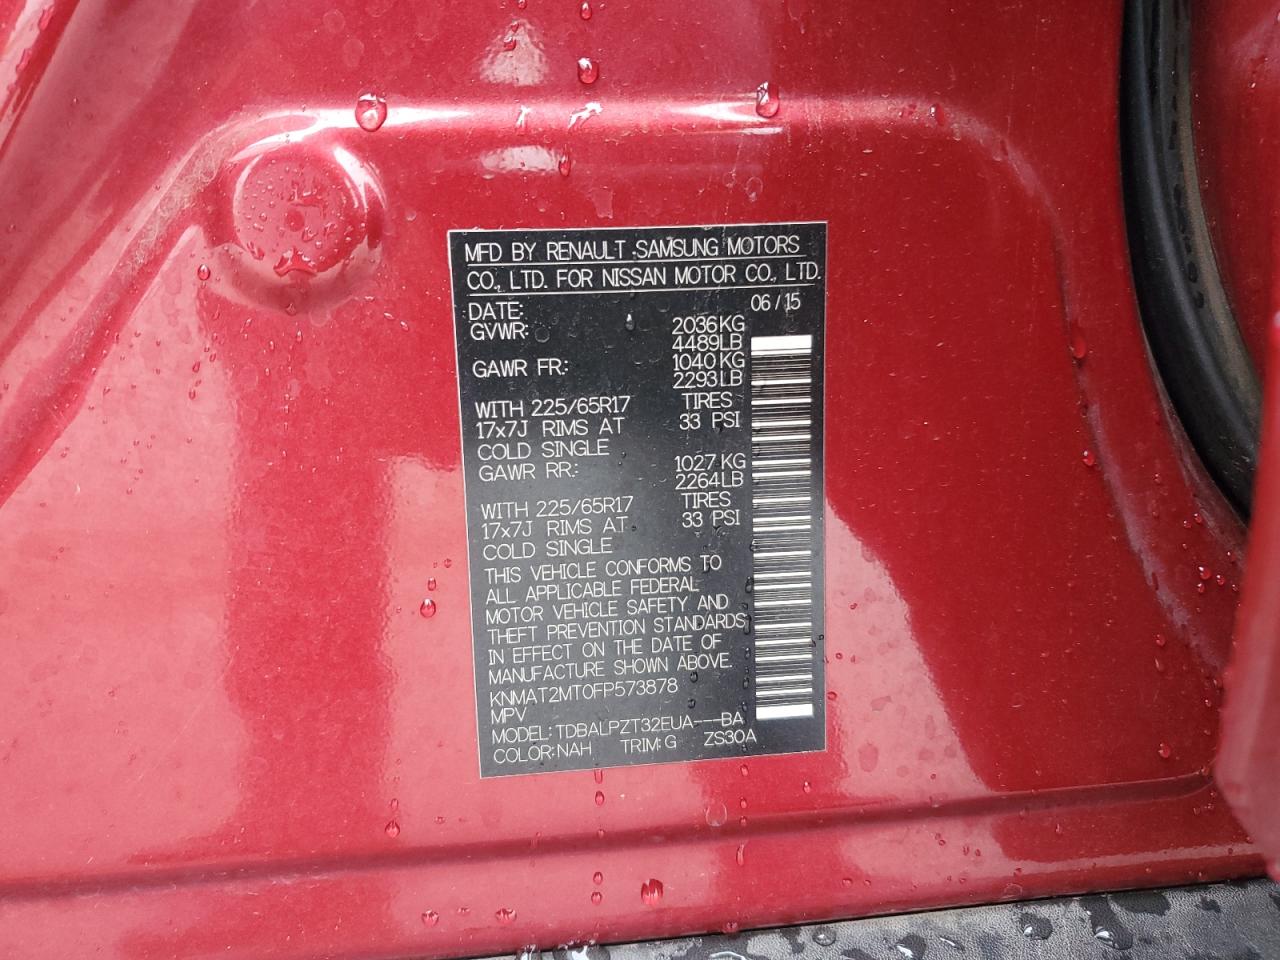 MFD BY RENAULT SAMSUNG MOTORS
CO., LTD. FOR NISSAN MOTOR CO., LTD.
DATE: 06 / 15
GVWR: 2036KG
4489LB
GAWR FR: 1040KG
2293LB
WITH 225/65R17 TIRES
17x7J RIMS AT 33 PSI
COLD SINGLE
GAWR RR: 1027KG
2264LB
WITH 225/65R17 TIRES
17x7J RIMS AT 33 PSI
COLD SINGLE
THIS VEHICLE CONFORMS TO
ALL APPLICABLE FEDERAL
MOTOR VEHICLE SAFETY AND
THEFT PREVENTION STANDARDS
IN EFFECT ON THE DATE OF
MANUFACTURE SHOWN ABOVE.
KNMAT2MT0FP573878
MPV
MODEL: TDBALPZT32EUA---BA
COLOR: NAH TRIM: G ZS30A